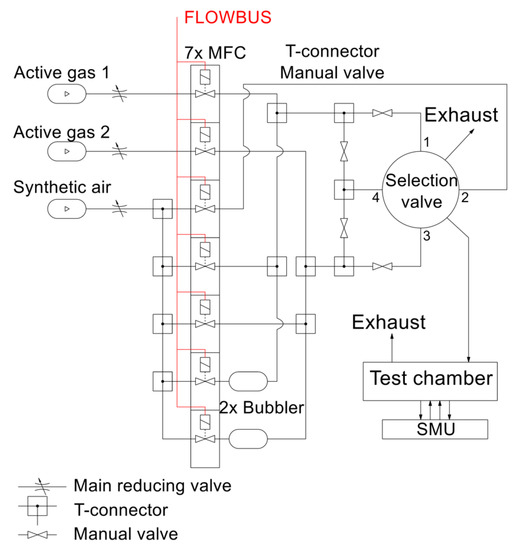 FLOWBUS
7x MFC
T-connector
Manual valve
Active gas 1
Exhaust
Active gas 2
1
Synthetic air
Selection
valve
4
2
3
Exhaust
Test chamber
2x Bubbler
SMU
Main reducing valve
T-connector
Manual valve